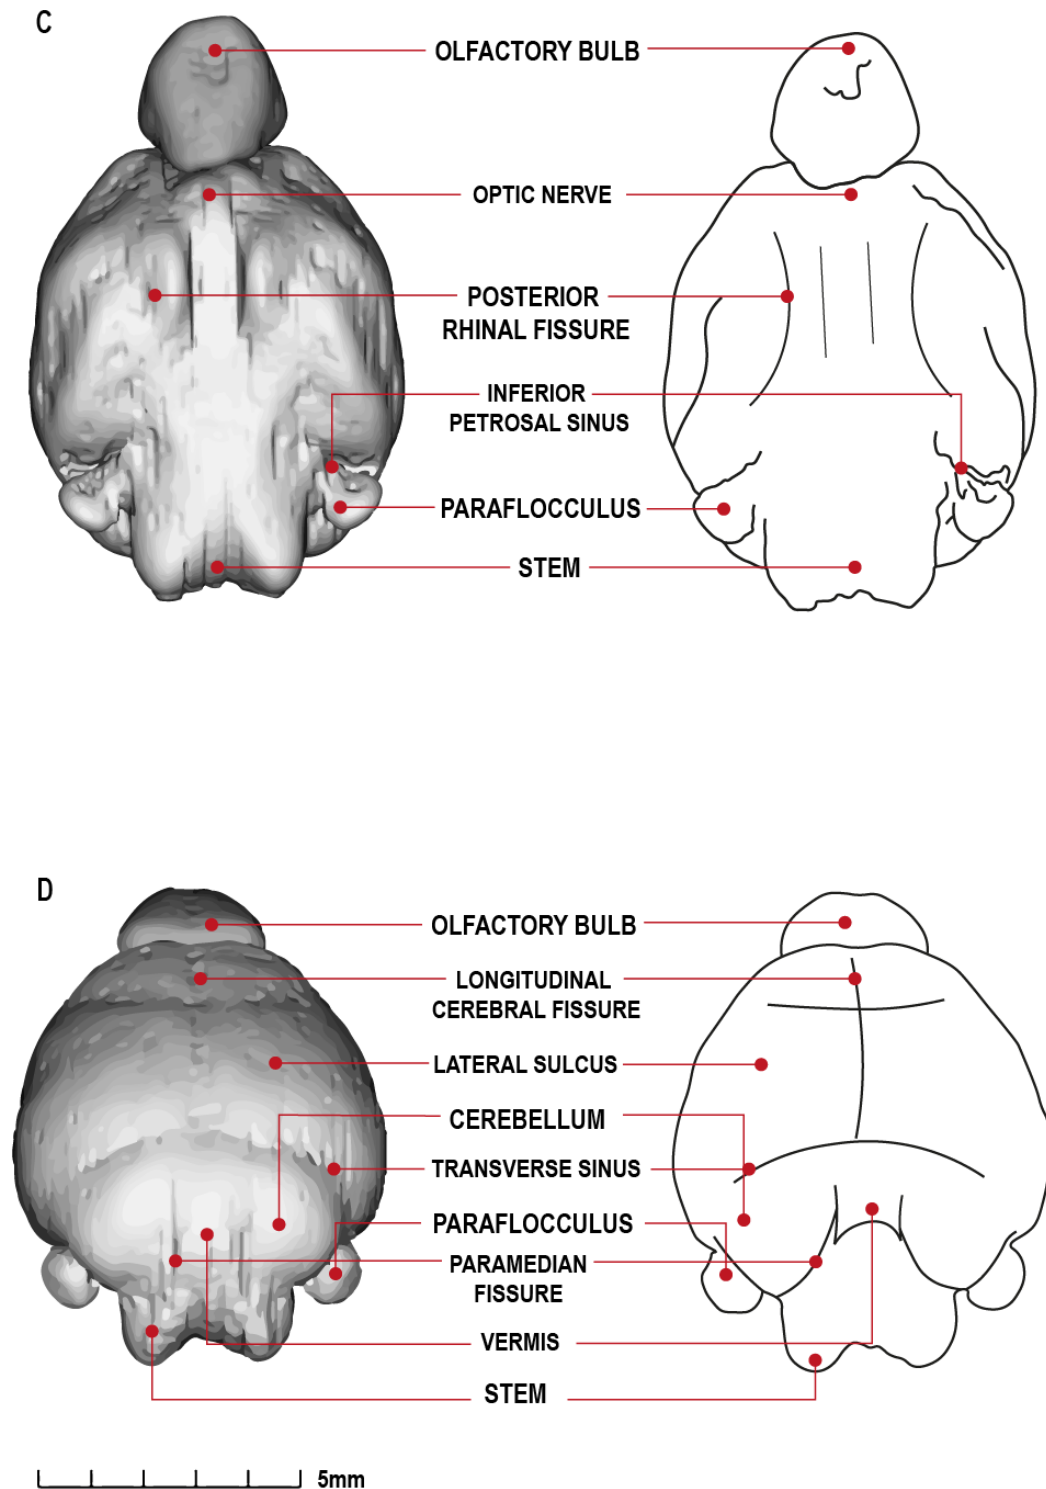 C
OLFACTORY BULB
OPTIC NERVE
POSTERIOR
RHINAL FISSURE
INFERIOR
PETROSAL SINUS
PARAFLOCCULUS
STEM
D
OLFACTORY BULB
LONGITUDINAL
CEREBRAL FISSURE
LATERAL SULCUS
CEREBELLUM
TRANSVERSE SINUS
PARAFLOCCULUS
PARAMEDIAN
FISSURE
VERMIS
STEM
5mm